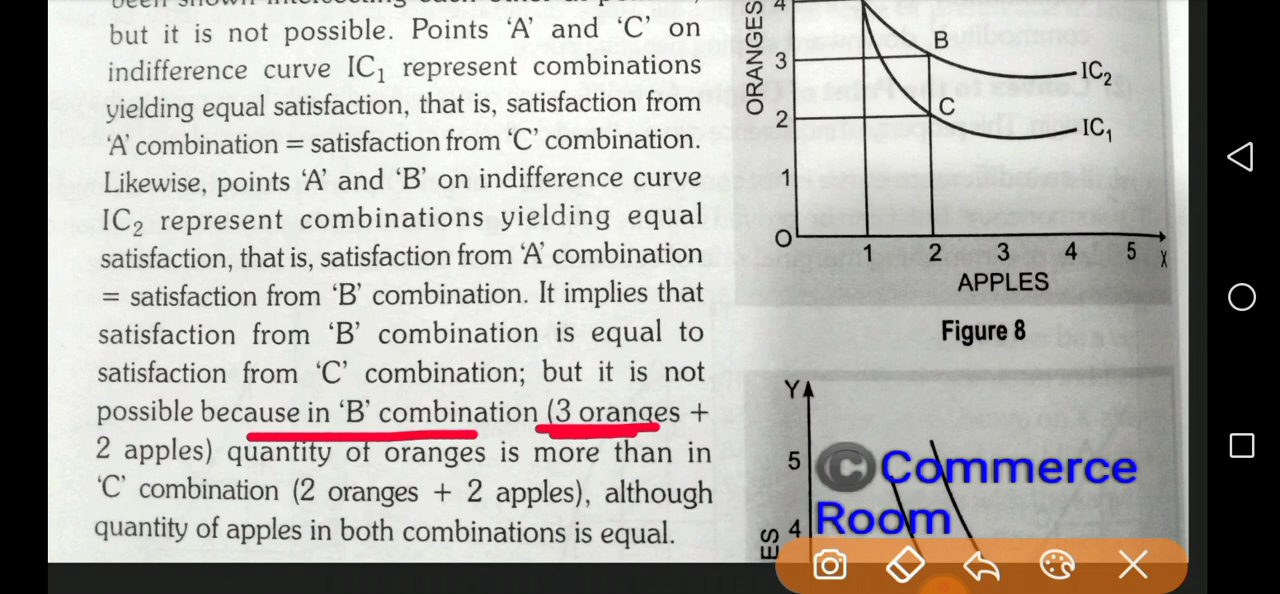 but it is not possible. Points ‘A’ and ‘C’ on
indifference curve IC₁ represent combinations
yielding equal satisfaction, that is, satisfaction from
‘A’ combination = satisfaction from ‘C’ combination.
Likewise, points ‘A’ and ‘B’ on indifference curve
IC₂ represent combinations yielding equal
satisfaction, that is, satisfaction from ‘A’ combination
= satisfaction from ‘B’ combination. It implies that
satisfaction from ‘B’ combination is equal to
satisfaction from ‘C’ combination; but it is not
possible because in ‘B’ combination (3 oranges +
2 apples) quantity of oranges is more than in
‘C’ combination (2 oranges + 2 apples), although
quantity of apples in both combinations is equal.
ORANGES
4
B
3
IC₂
C
2
IC₁
1
O
1 2 3 4 5 X
APPLES
Figure 8
Y
5
4
ES
© Commerce
Room